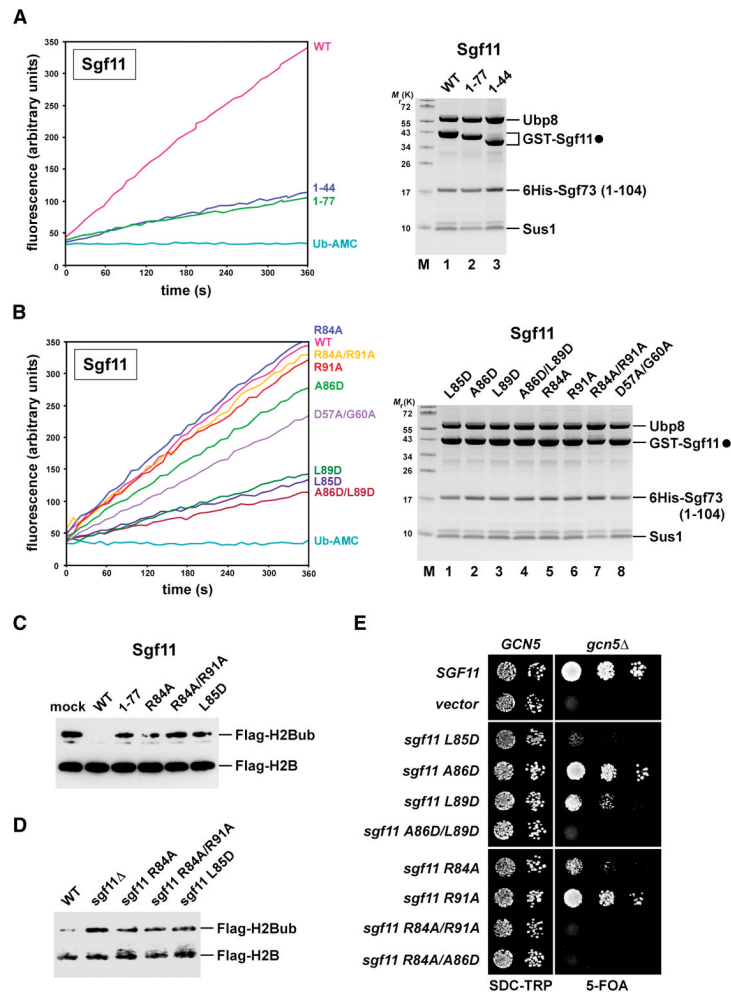 A
Sgf11
fluorescence (arbitrary units)
350
300
250
200
150
100
50
0
0 60 120 180 240 300 360
time (s)
WT
1-44
1-77
Ub-AMC
Sgf11
WT 1-77 1-44
Mr (K)
72
55
43
34
26
17
10
Ubp8
GST-Sgf11●
6His-Sgf73 (1-104)
Sus1
M 1 2 3
B
Sgf11
fluorescence (arbitrary units)
350
300
250
200
150
100
50
0
0 60 120 180 240 300 360
time (s)
R84A
WT
R84A/R91A
R91A
A86D
D57A/G60A
L89D
L85D
A86D/L89D
Ub-AMC
Sgf11
L85D A86D L89D A86D/L89D R84A R91A R84A/R91A D57A/G60A
Mr(K)
72
55
43
34
26
17
10
Ubp8
GST-Sgf11●
6His-Sgf73
(1-104)
Sus1
M 1 2 3 4 5 6 7 8
C
Sgf11
mock WT 1-77 R84A R84A/R91A L85D
Flag-H2Bub
Flag-H2B
D
WT sgf11Δ sgf11 R84A sgf11 R84A/R91A sgf11 L85D
Flag-H2Bub
Flag-H2B
E
GCN5 gcn5Δ
SGF11
vector
sgf11 L85D
sgf11 A86D
sgf11 L89D
sgf11 A86D/L89D
sgf11 R84A
sgf11 R91A
sgf11 R84A/R91A
sgf11 R84A/A86D
SDC-TRP 5-FOA